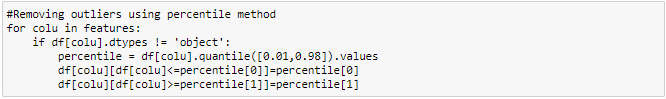 #Removing outliers using percentile method
for colu in features:
    if df[colu].dtypes != 'object':
        percentile = df[colu].quantile([0.01,0.98]).values
        df[colu][df[colu]<=percentile[0]]=percentile[0]
        df[colu][df[colu]>=percentile[1]]=percentile[1]